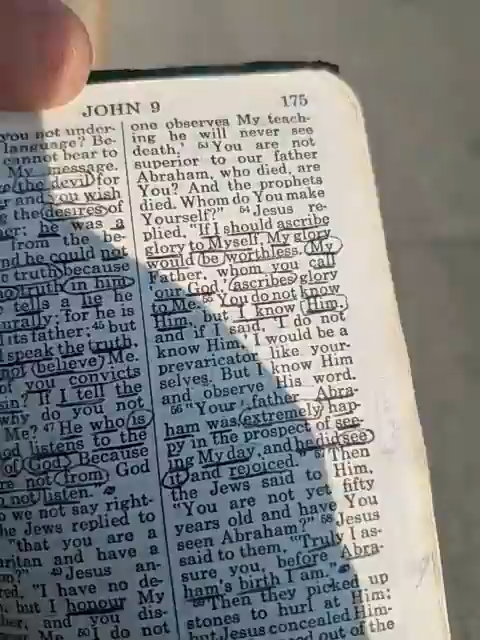 JOHN 9
175
you not under-
language? Be-
cannot bear to
My message.
the devil for
and you wish
the desires of
he was a
from the be-
and he could not
truth because
no truth in him
tells a lie he
for he is
its father; 45 but
speak the truth,
not believe Me.
of you convicts
sin? If I tell the
why do you not
Me? 47 He who is
God listens to the
of God. Because
are not from God
do not listen."
we not say right-
he Jews replied to
"that you are a
and have a
49 Jesus an-
"I have no de-
but I honour My
and you dis-
Me. 50 I do not
one observes My teach-
ing he will never see
death.' 53 You are not
superior to our father
Abraham, who died, are
You? And the prophets
died. Whom do You make
Yourself?" 54 Jesus re-
plied, "If I should ascribe
glory to Myself, My glory
would be worthless. My
Father, whom you call
our God, ascribes glory
to Me. 55 You do not know
Him, but I know Him,
and if I said, 'I do not
know Him,' I would be a
prevaricator like your-
selves. But I know Him
and observe His word.
56 "Your father Abra-
ham was extremely hap-
py in the prospect of see-
ing My day, and he did see
it and rejoiced." 57 Then
the Jews said to Him,
"You are not yet fifty
years old and have You
seen Abraham?" 58 Jesus
said to them, "Truly I as-
sure you, before Abra-
ham's birth I am."
59 Then they picked up
stones to hurl at Him;
but Jesus concealed Him-
out of the